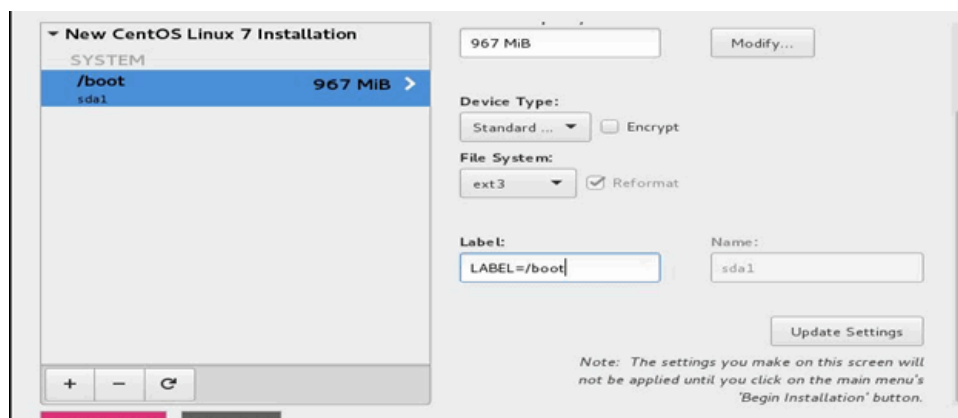 New CentOS Linux 7 Installation
SYSTEM
/boot 967 MiB
sda1
967 MiB Modify...
Device Type:
Standard ... Encrypt
File System:
ext3 Reformat
Label: Name:
LABEL=/boot sda1
Update Settings
Note: The settings you make on this screen will
not be applied until you click on the main menu's
'Begin Installation' button.